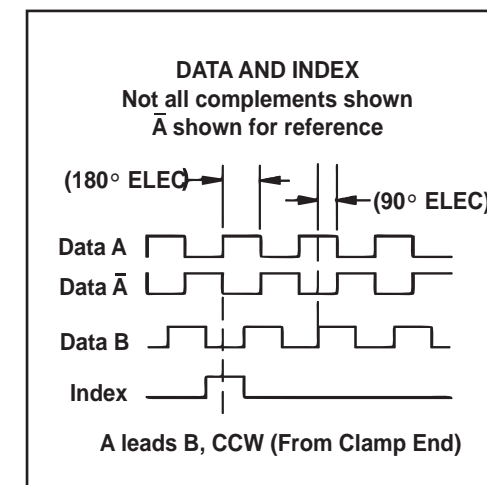 DATA AND INDEX
Not all complements shown
A̅ shown for reference
(180° ELEC)
(90° ELEC)
Data A
Data A̅
Data B
Index
A leads B, CCW (From Clamp End)